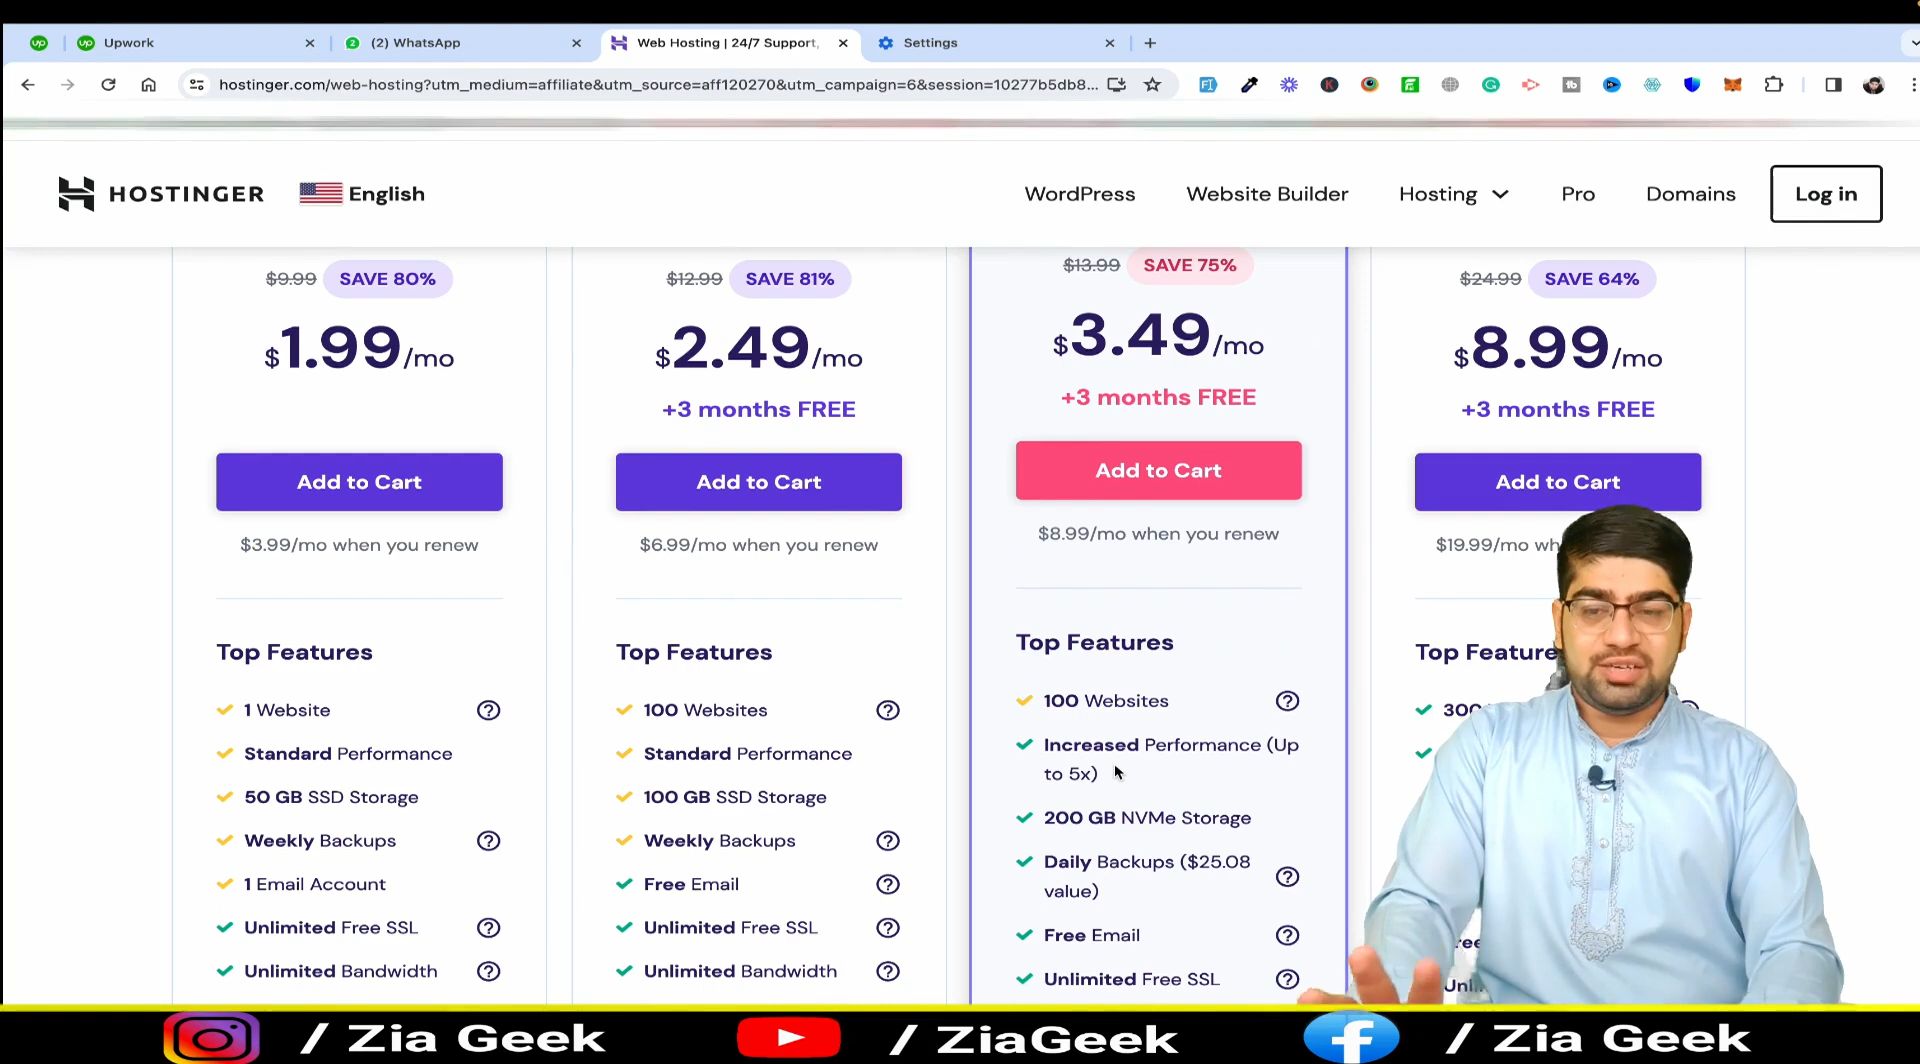 Upwork
(2) WhatsApp
Web Hosting | 24/7 Support,
Settings
hostinger.com/web-hosting?utm_medium=affiliate&utm_source=aff120270&utm_campaign=6&session=10277b5db8...
HOSTINGER
English
WordPress
Website Builder
Hosting
Pro
Domains
Log in
$9.99 SAVE 80%
$1.99/mo
Add to Cart
$3.99/mo when you renew
Top Features
1 Website
Standard Performance
50 GB SSD Storage
Weekly Backups
1 Email Account
Unlimited Free SSL
Unlimited Bandwidth
$12.99 SAVE 81%
$2.49/mo
+3 months FREE
Add to Cart
$6.99/mo when you renew
Top Features
100 Websites
Standard Performance
100 GB SSD Storage
Weekly Backups
Free Email
Unlimited Free SSL
Unlimited Bandwidth
$13.99 SAVE 75%
$3.49/mo
+3 months FREE
Add to Cart
$8.99/mo when you renew
Top Features
100 Websites
Increased Performance (Up
to 5x)
200 GB NVMe Storage
Daily Backups ($25.08
value)
Free Email
Unlimited Free SSL
$24.99 SAVE 64%
$8.99/mo
+3 months FREE
Add to Cart
$19.99/mo wh
Top Feature
300
/ Zia Geek
/ ZiaGeek
/ Zia Geek